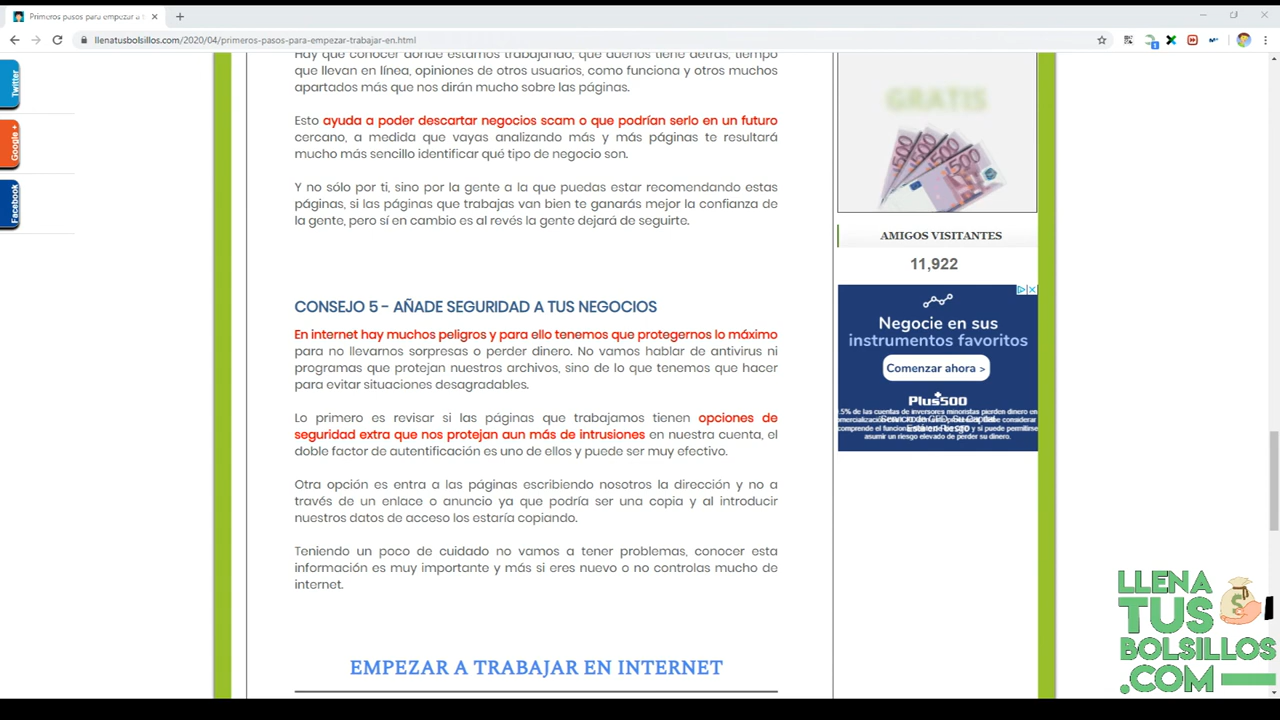 Primeros pasos para empezar a t
llenatusbolsillos.com/2020/04/primeros-pasos-para-empezar-trabajar-en.html
Twitter
Google +
Facebook
Hay que conocer donde estamos trabajando, que dueños tiene detrás, tiempo
que llevan en línea, opiniones de otros usuarios, como funciona y otros muchos
apartados más que nos dirán mucho sobre las páginas.
Esto ayuda a poder descartar negocios scam o que podrían serlo en un futuro
cercano, a medida que vayas analizando más y más páginas te resultará
mucho más sencillo identificar qué tipo de negocio son.
Y no sólo por ti, sino por la gente a la que puedas estar recomendando estas
páginas, si las páginas que trabajas van bien te ganarás mejor la confianza de
la gente, pero sí en cambio es al revés la gente dejará de seguirte.
CONSEJO 5 - AÑADE SEGURIDAD A TUS NEGOCIOS
En internet hay muchos peligros y para ello tenemos que protegernos lo máximo
para no llevarnos sorpresas o perder dinero. No vamos hablar de antivirus ni
programas que protejan nuestros archivos, sino de lo que tenemos que hacer
para evitar situaciones desagradables.
Lo primero es revisar si las páginas que trabajamos tienen opciones de
seguridad extra que nos protejan aun más de intrusiones en nuestra cuenta, el
doble factor de autentificación es uno de ellos y puede ser muy efectivo.
Otra opción es entra a las páginas escribiendo nosotros la dirección y no a
través de un enlace o anuncio ya que podría ser una copia y al introducir
nuestros datos de acceso los estaría copiando.
Teniendo un poco de cuidado no vamos a tener problemas, conocer esta
información es muy importante y más si eres nuevo o no controlas mucho de
internet.
EMPEZAR A TRABAJAR EN INTERNET
GRATIS
AMIGOS VISITANTES
11,922
Negocie en sus
instrumentos favoritos
Comenzar ahora >
Plus500
LLENA
TUS
BOLSILLOS
.COM